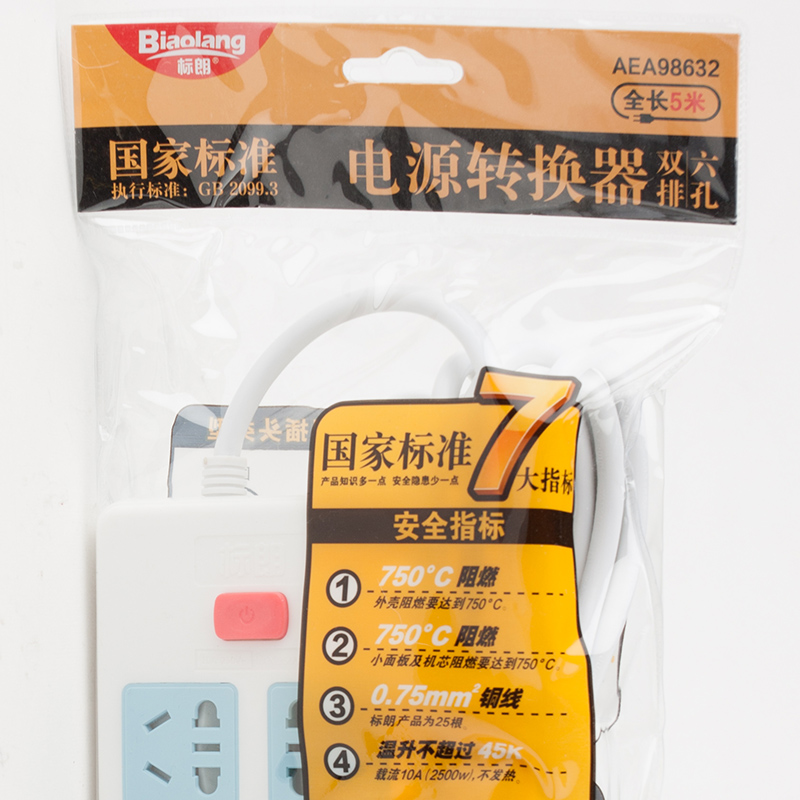 Biaolang
标朗®
AEA98632
全长5米
国家标准
执行标准：GB 2099.3
电源转换器
双排
六孔
插头类型
国家标准7大指标
产品知识多一点 安全隐患少一点
安全指标
1 750°C 阻燃
外壳阻燃要达到750°C。
2 750°C 阻燃
小面板及机芯阻燃要达到750°C。
3 0.75mm² 铜线
标朗产品为25根。
4 温升不超过 45K
载流10A (2500w), 不发热。
标朗